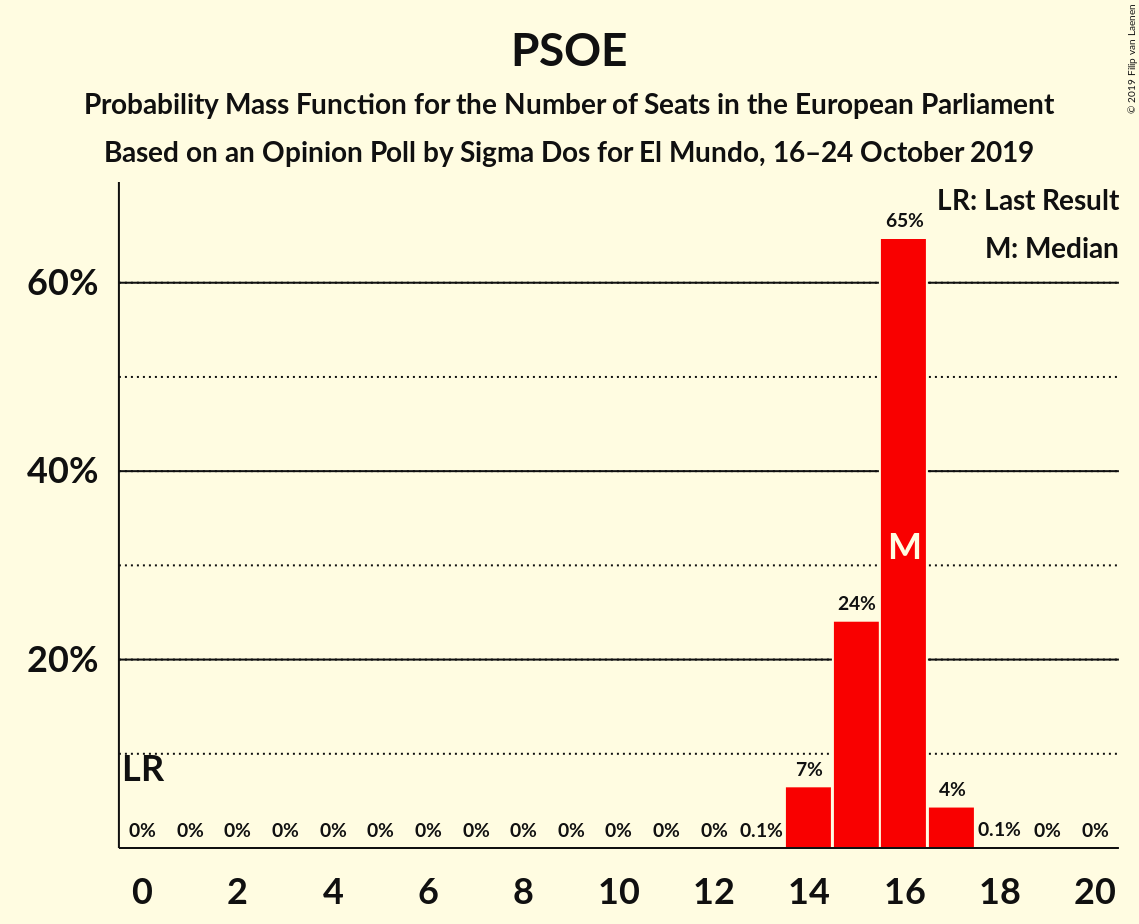 PSOE
Probability Mass Function for the Number of Seats in the European Parliament
Based on an Opinion Poll by Sigma Dos for El Mundo, 16–24 October 2019
© 2019 Filip van Laenen
LR: Last Result
M: Median
65%
60%
40%
M
24%
20%
LR
7%
4%
0% 0% 0% 0% 0% 0% 0% 0% 0% 0% 0% 0% 0% 0.1% 0.1% 0% 0%
0 2 4 6 8 10 12 14 16 18 20